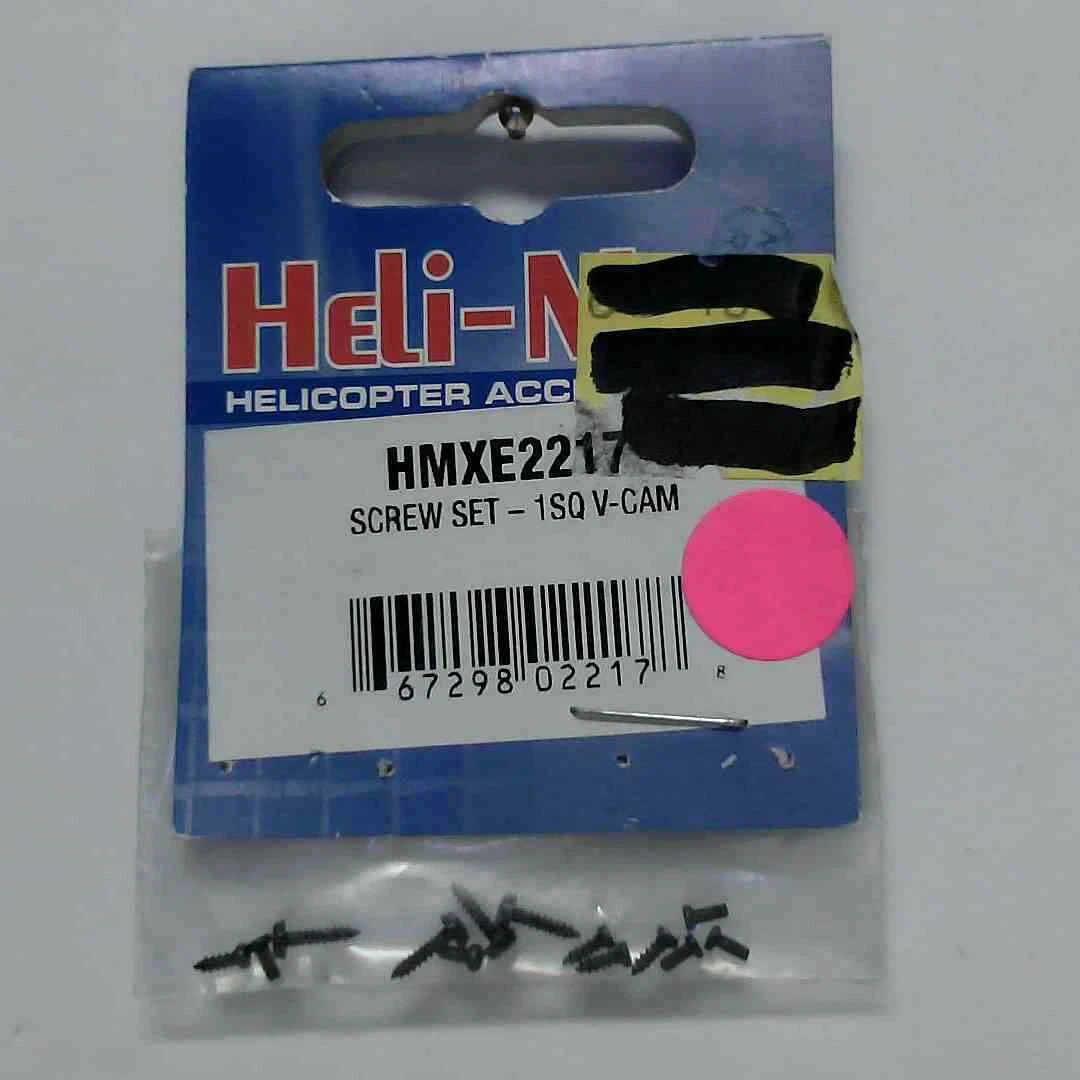 Heli-M
HELICOPTER ACC
HMXE2217
SCREW SET – 1SQ V-CAM
6 67298 02217 8